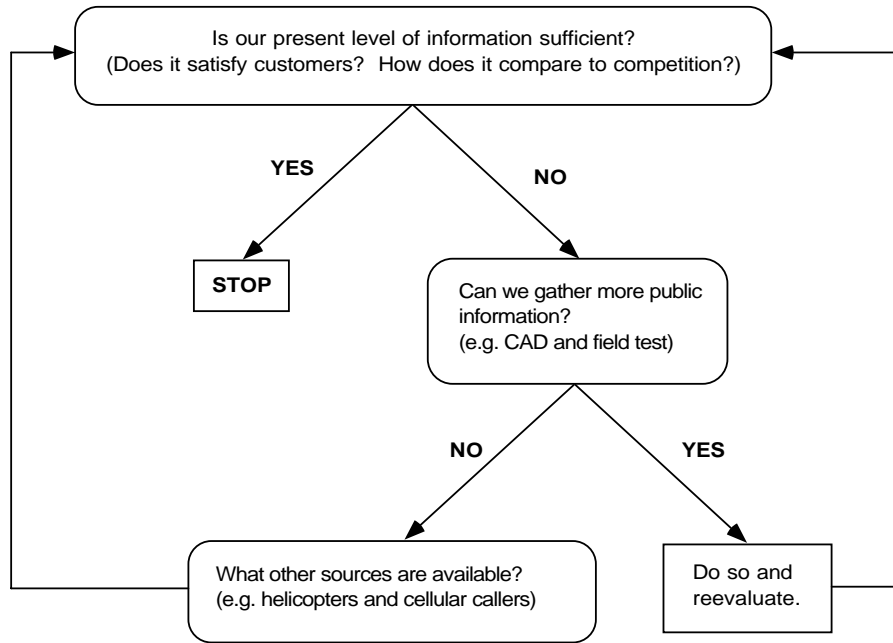 Is our present level of information sufficient?
(Does it satisfy customers? How does it compare to competition?)
YES
NO
STOP
Can we gather more public
information?
(e.g. CAD and field test)
NO
YES
What other sources are available?
(e.g. helicopters and cellular callers)
Do so and
reevaluate.